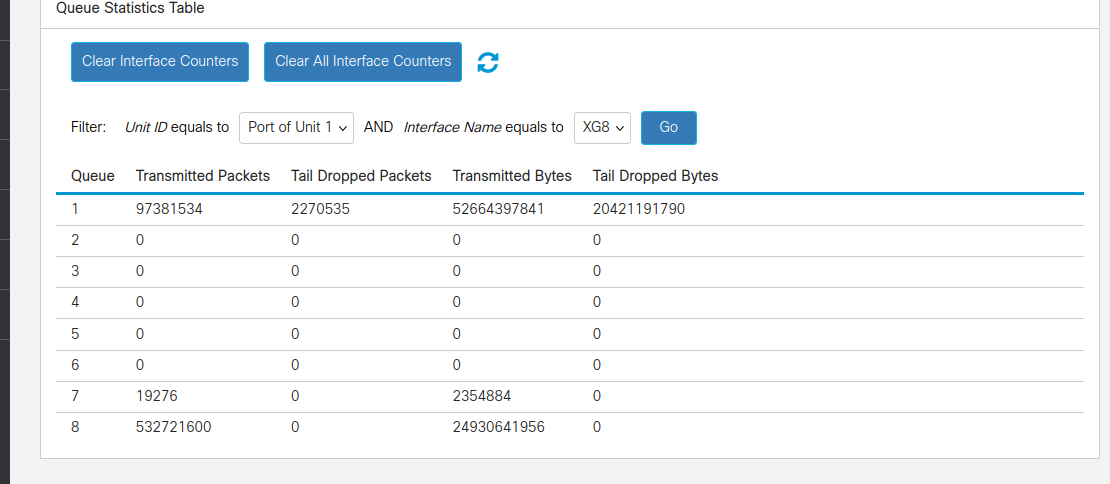 Queue Statistics Table
Clear Interface Counters Clear All Interface Counters
Filter: Unit ID equals to Port of Unit 1 AND Interface Name equals to XG8 Go
Queue Transmitted Packets Tail Dropped Packets Transmitted Bytes Tail Dropped Bytes
1 97381534 2270535 52664397841 20421191790
2 0 0 0 0
3 0 0 0 0
4 0 0 0 0
5 0 0 0 0
6 0 0 0 0
7 19276 0 2354884 0
8 532721600 0 24930641956 0